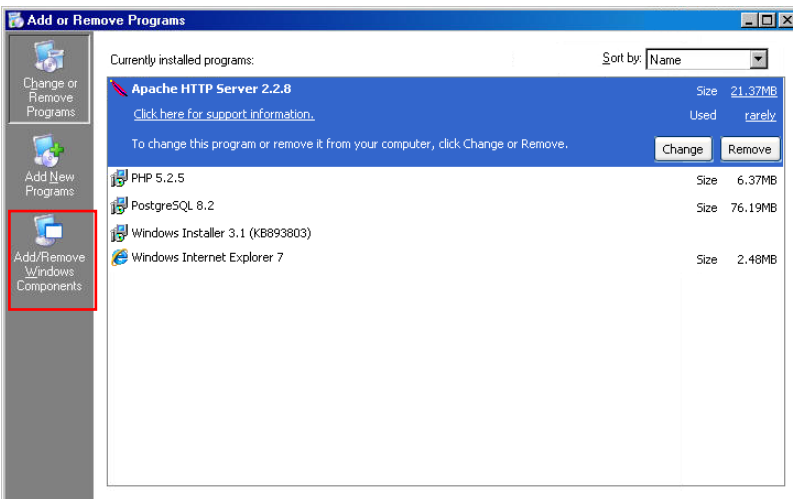 Add or Remove Programs
Currently installed programs: Sort by: Name
Change or
Remove
Programs
Add New
Programs
Add/Remove
Windows
Components
Apache HTTP Server 2.2.8 Size 21.37MB
Click here for support information. Used rarely
To change this program or remove it from your computer, click Change or Remove. Change Remove
PHP 5.2.5 Size 6.37MB
PostgreSQL 8.2 Size 76.19MB
Windows Installer 3.1 (KB893803)
Windows Internet Explorer 7 Size 2.48MB